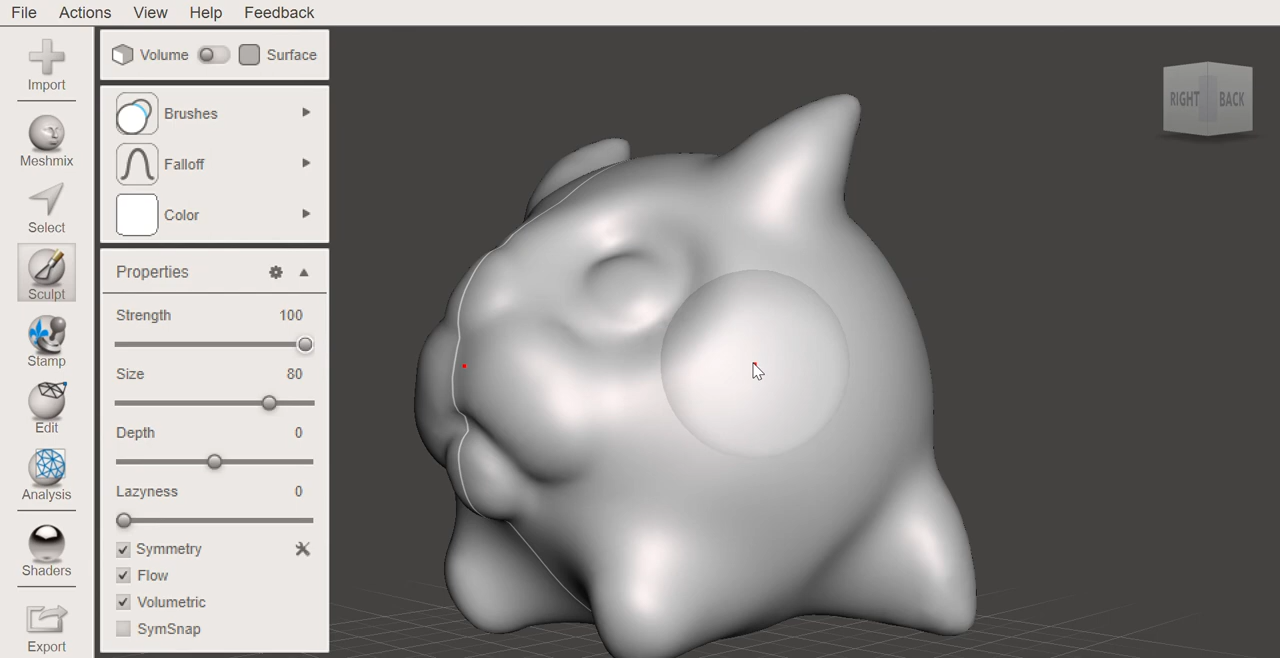 File Actions View Help Feedback
Import
Meshmix
Select
Sculpt
Stamp
Edit
Analysis
Shaders
Export
Volume Surface
Brushes
Falloff
Color
Properties
Strength 100
Size 80
Depth 0
Lazyness 0
Symmetry
Flow
Volumetric
SymSnap
RIGHT BACK